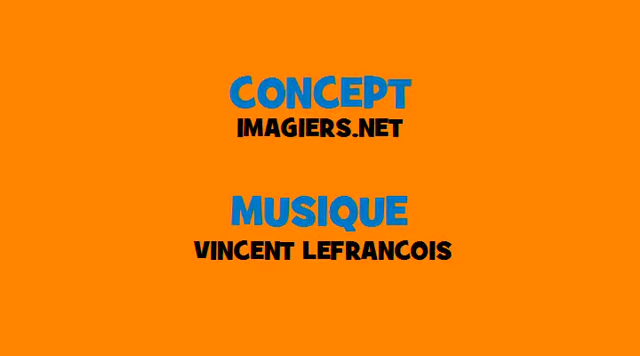 CONCEPT
IMAGIERS.NET
MUSIQUE
VINCENT LEFRANCOIS